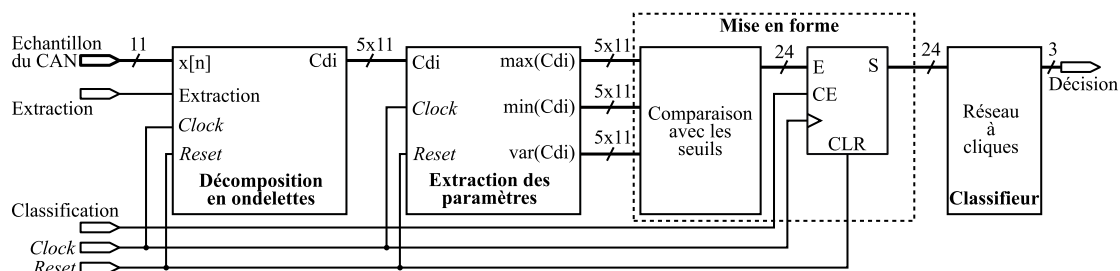 Mise en forme
Echantillon
du CAN
11
x[n]
Cdi
5x11
Cdi
max(Cdi)
5x11
24
E
S
24
3
Décision
Extraction
Extraction
Clock
Clock
min(Cdi)
5x11
CE
Comparaison
avec les
seuils
Réseau
à
cliques
Reset
Reset
var(Cdi)
5x11
CLR
Décomposition
en ondelettes
Extraction des
paramètres
Classifieur
Classification
Clock
Reset